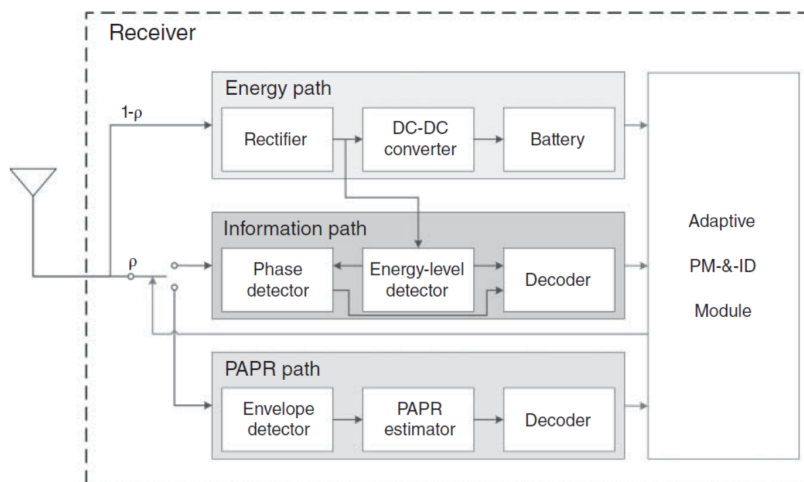 Receiver
Energy path
1-ρ
Rectifier
DC-DC
converter
Battery
Information path
ρ
Phase
detector
Energy-level
detector
Decoder
PAPR path
Envelope
detector
PAPR
estimator
Decoder
Adaptive
PM-&-ID
Module